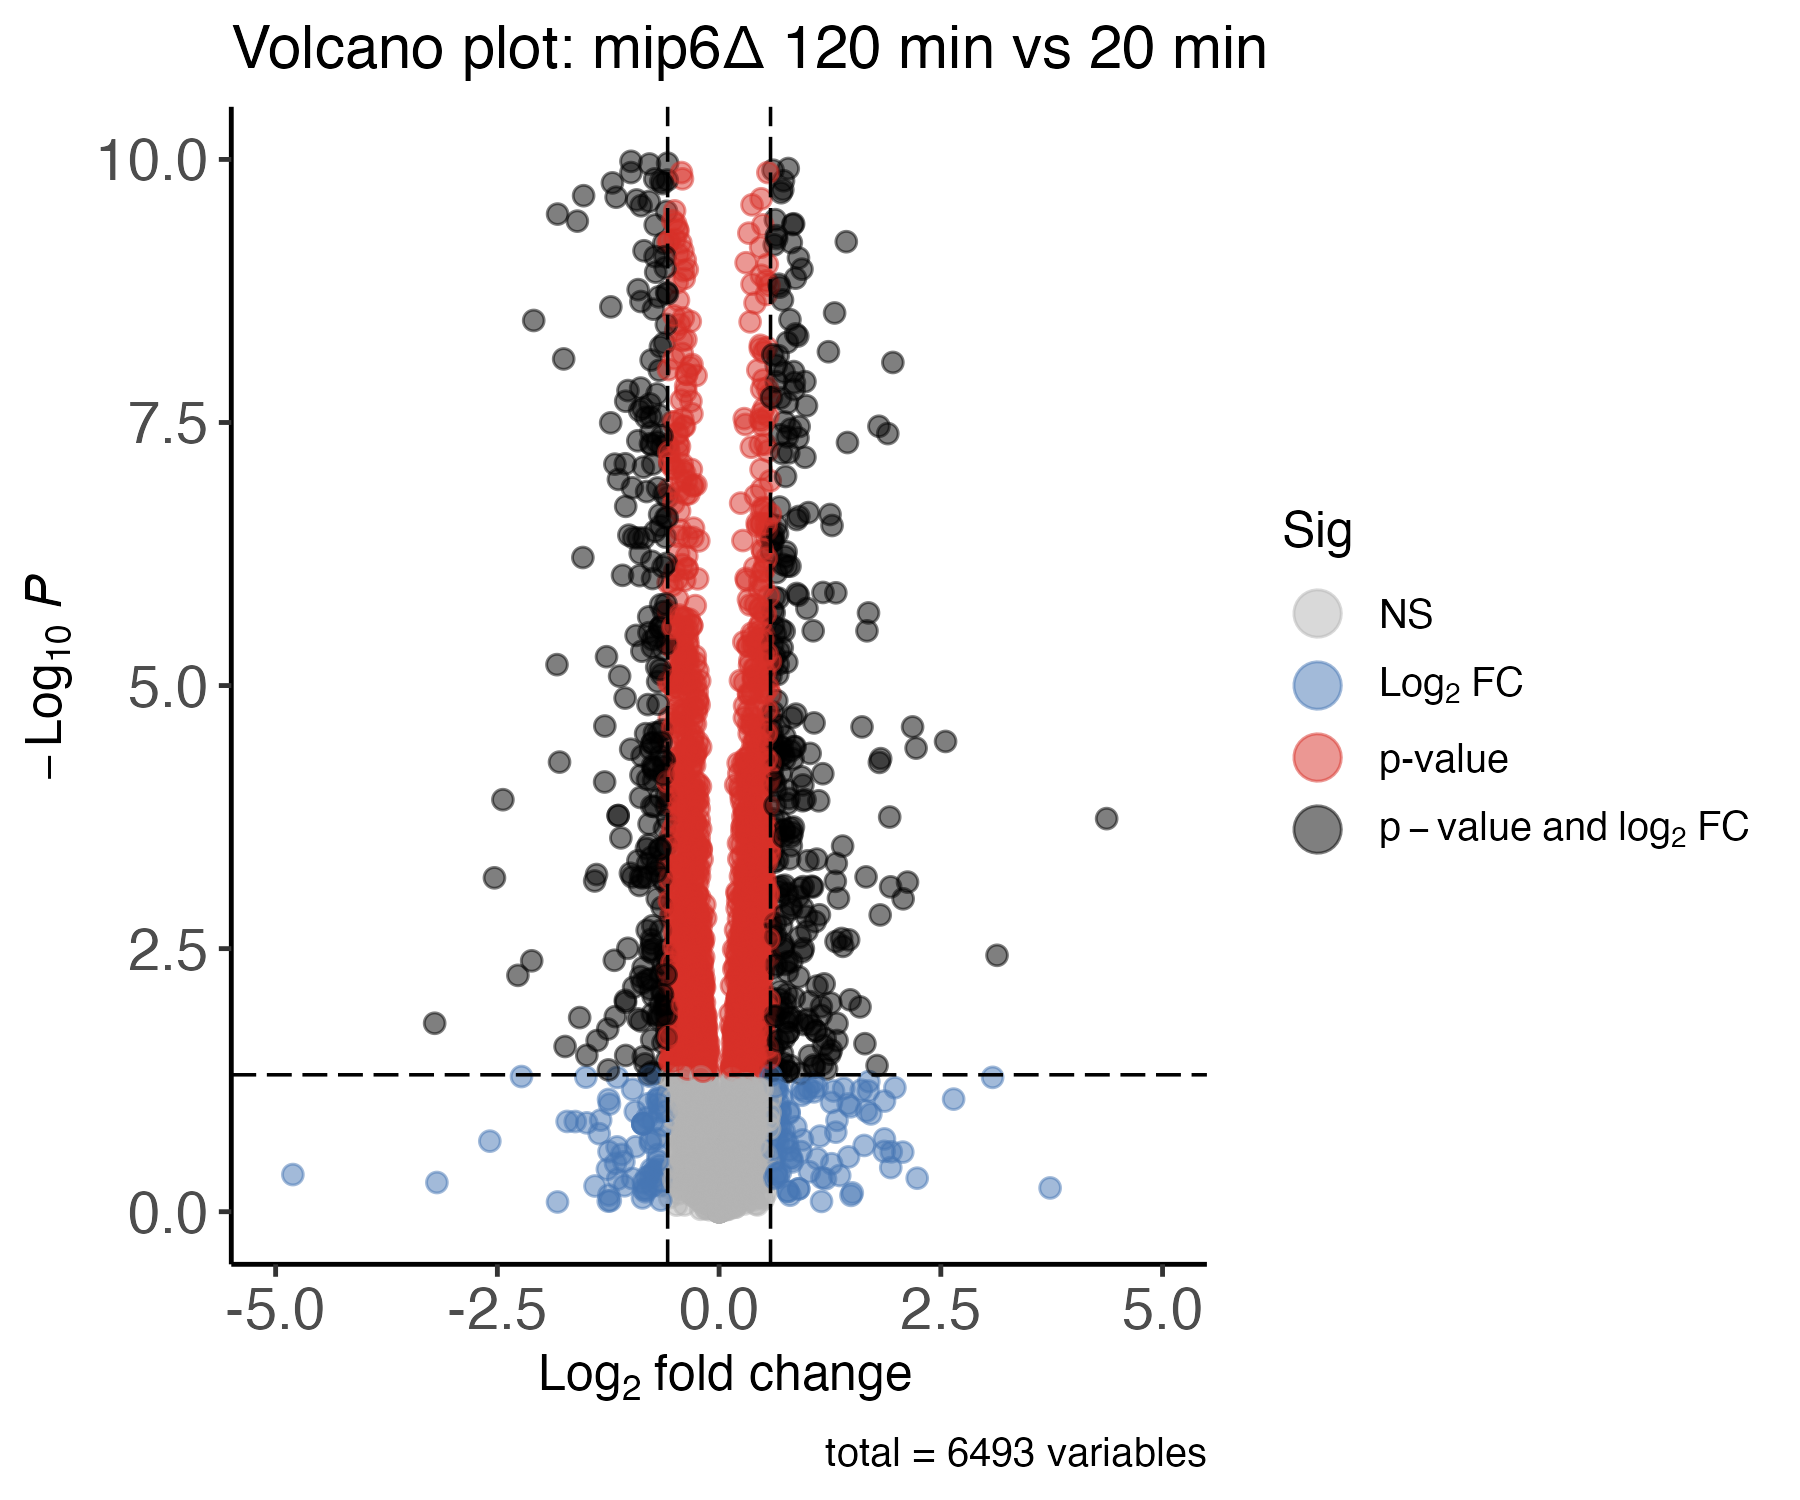 Volcano plot: mip6Δ 120 min vs 20 min
10.0
7.5
5.0
2.5
0.0
−Log₁₀ P
-5.0 -2.5 0.0 2.5 5.0
Log₂ fold change
total = 6493 variables
Sig
NS
Log₂ FC
p-value
p − value and log₂ FC